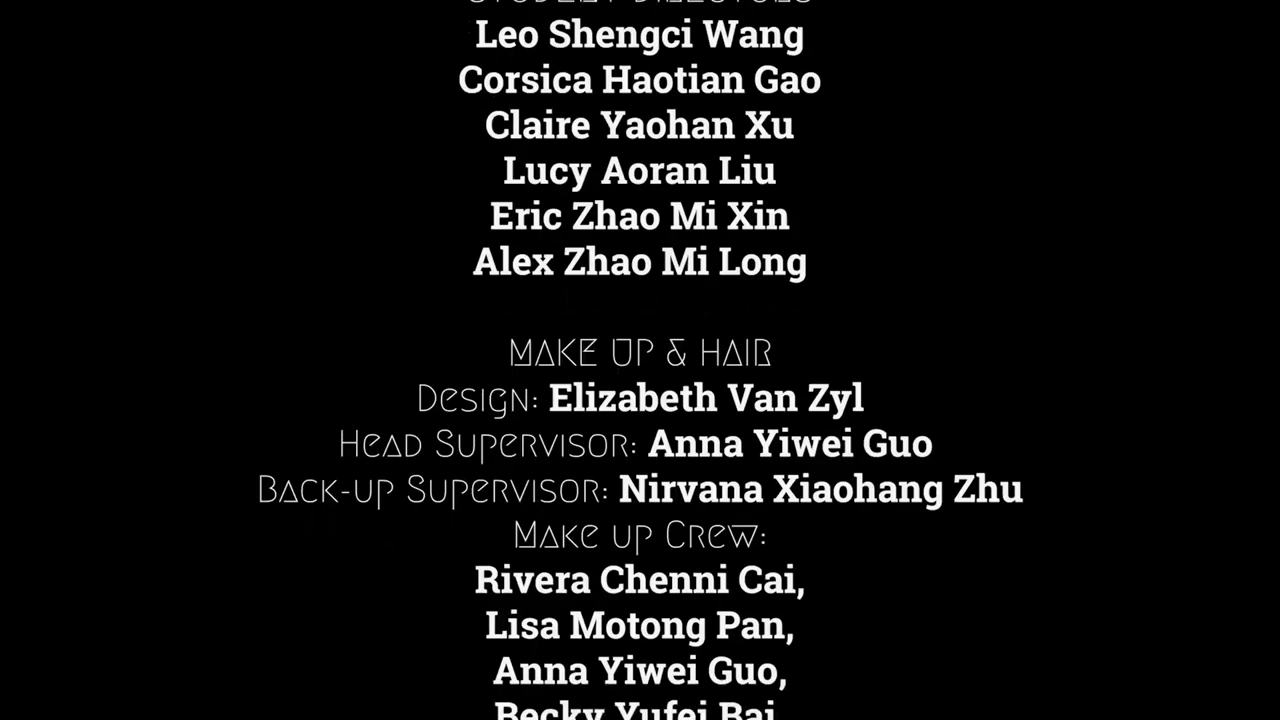 STUDENT DIRECTORS
Leo Shengci Wang
Corsica Haotian Gao
Claire Yaohan Xu
Lucy Aoran Liu
Eric Zhao Mi Xin
Alex Zhao Mi Long
MAKE UP & HAIR
Design: Elizabeth Van Zyl
Head Supervisor: Anna Yiwei Guo
Back-up Supervisor: Nirvana Xiaohang Zhu
Make up Crew:
Rivera Chenni Cai,
Lisa Motong Pan,
Anna Yiwei Guo,
Becky Yufei Bai,